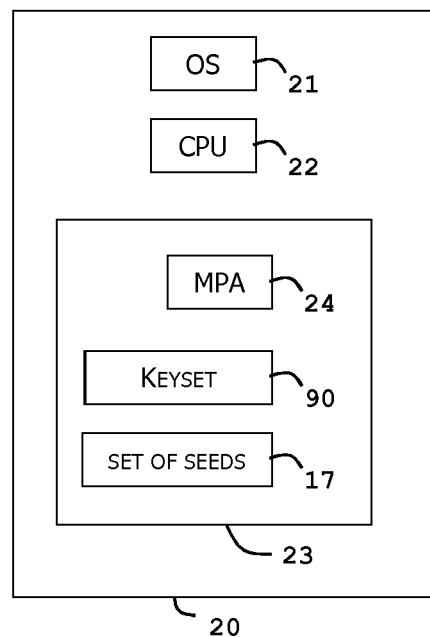 OS
21
CPU
22
MPA
24
KEYSET
90
SET OF SEEDS
17
23
20